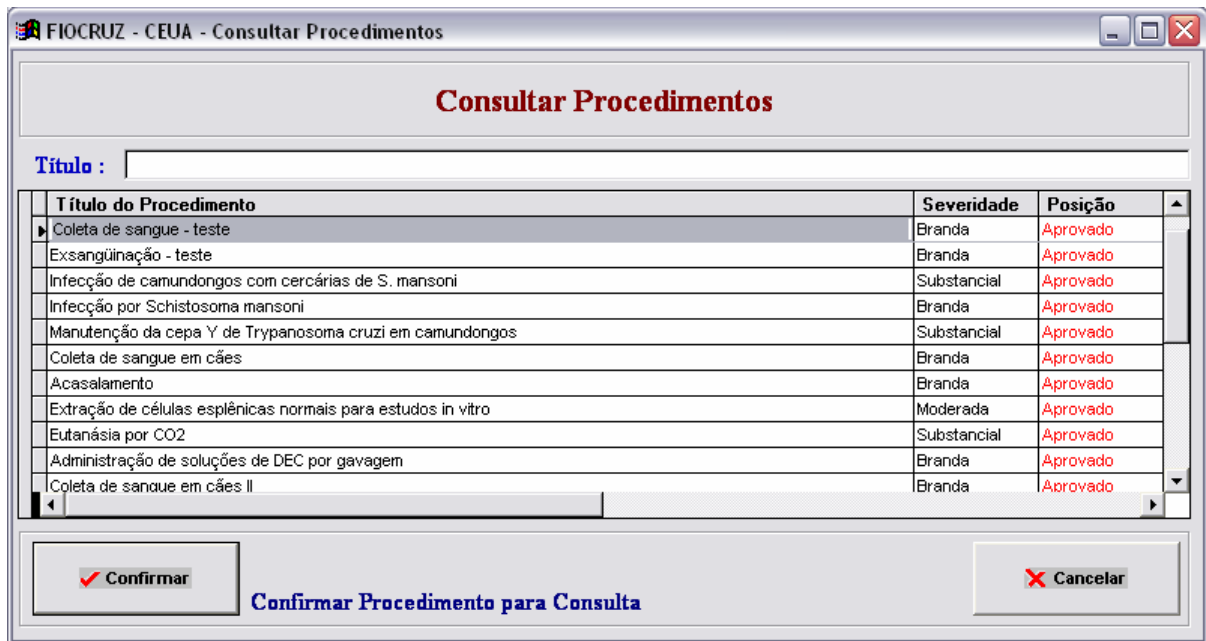 FIOCRUZ - CEUA - Consultar Procedimentos
Consultar Procedimentos
Título :
Título do Procedimento Severidade Posição
Coleta de sangue - teste Branda Aprovado
Exsangüinação - teste Branda Aprovado
Infecção de camundongos com cercárias de S. mansoni Substancial Aprovado
Infecção por Schistosoma mansoni Branda Aprovado
Manutenção da cepa Y de Trypanosoma cruzi em camundongos Substancial Aprovado
Coleta de sangue em cães Branda Aprovado
Acasalamento Branda Aprovado
Extração de células esplênicas normais para estudos in vitro Moderada Aprovado
Eutanásia por CO2 Substancial Aprovado
Administração de soluções de DEC por gavagem Branda Aprovado
Coleta de sangue em cães II Branda Aprovado
Confirmar
Confirmar Procedimento para Consulta
Cancelar